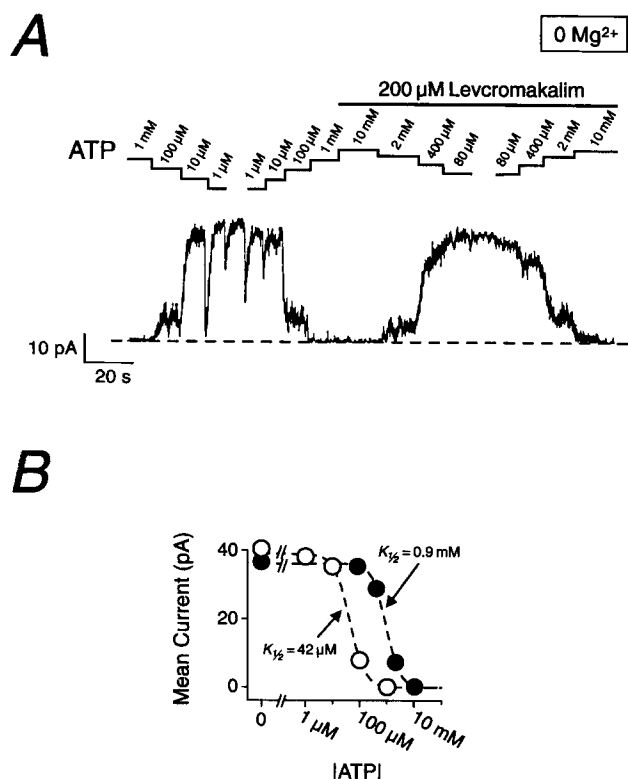 A
0 Mg²⁺
200 µM Levcromakalim
ATP
1 mM
100 µM
10 µM
1 µM
1 µM
10 µM
100 µM
1 mM
10 mM
2 mM
400 µM
80 µM
80 µM
400 µM
2 mM
10 mM
10 pA
20 s
B
Mean Current (pA)
40
20
0
K½ = 0.9 mM
K½ = 42 µM
0
1 µM
100 µM
10 mM
|ATP|